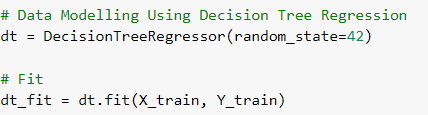 # Data Modelling Using Decision Tree Regression
dt = DecisionTreeRegressor(random_state=42)
# Fit
dt_fit = dt.fit(X_train, Y_train)